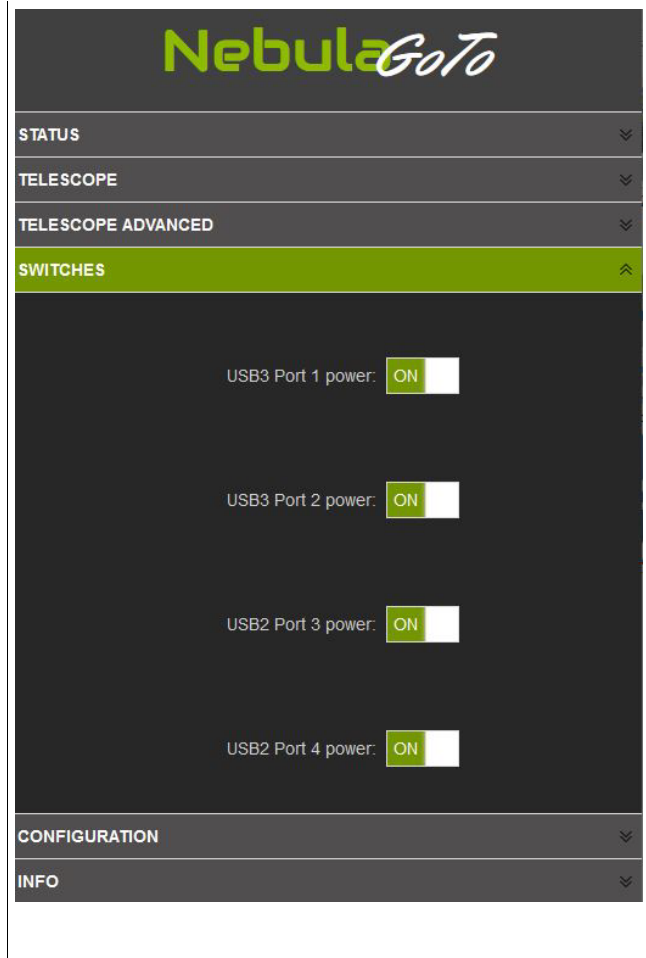 NebulaGoTo
STATUS
TELESCOPE
TELESCOPE ADVANCED
SWITCHES
USB3 Port 1 power: ON
USB3 Port 2 power: ON
USB2 Port 3 power: ON
USB2 Port 4 power: ON
CONFIGURATION
INFO